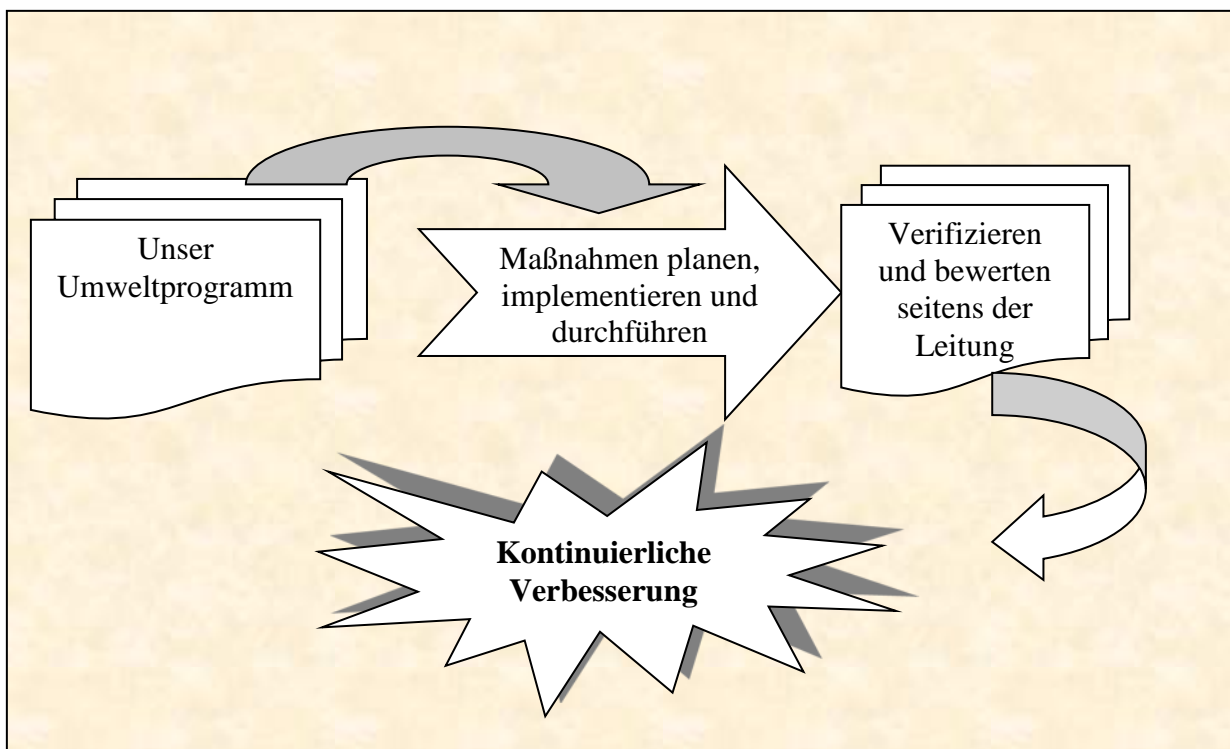 Unser
Umweltprogramm
Maßnahmen planen,
implementieren und
durchführen
Verifizieren
und bewerten
seitens der
Leitung
Kontinuierliche
Verbesserung